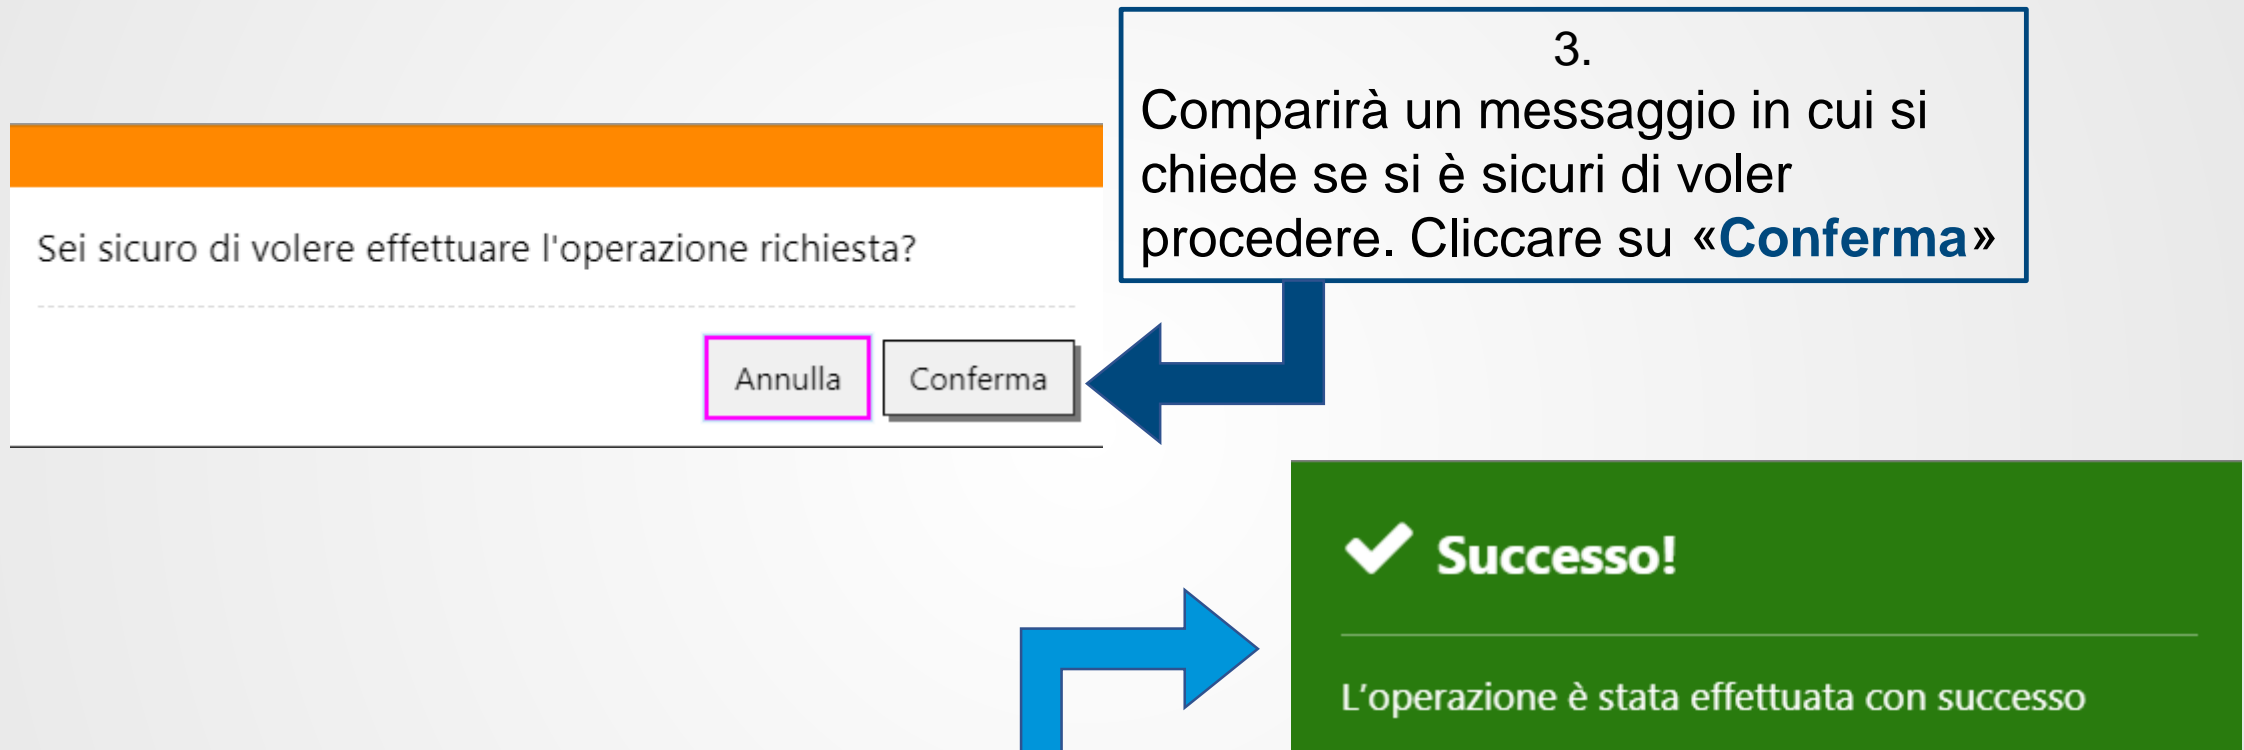 3.
Comparirà un messaggio in cui si
chiede se si è sicuri di voler
procedere. Cliccare su «Conferma»
Sei sicuro di volere effettuare l'operazione richiesta?
Annulla Conferma
Successo!
L'operazione è stata effettuata con successo